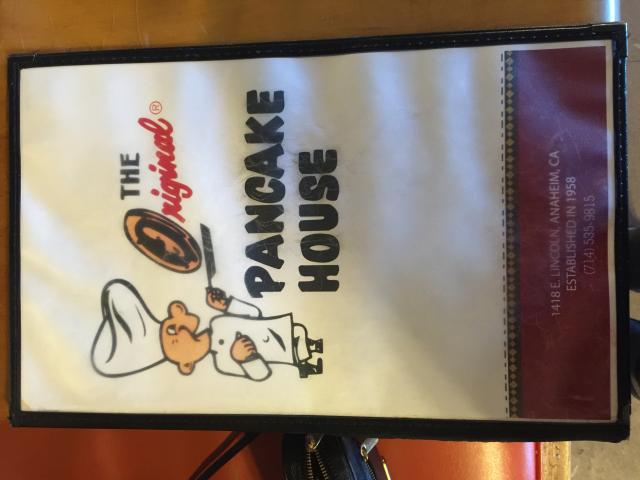 THE
Original®
PANCAKE
HOUSE
1418 E. LINCOLN, ANAHEIM, CA
ESTABLISHED IN 1958
(714) 535-9815